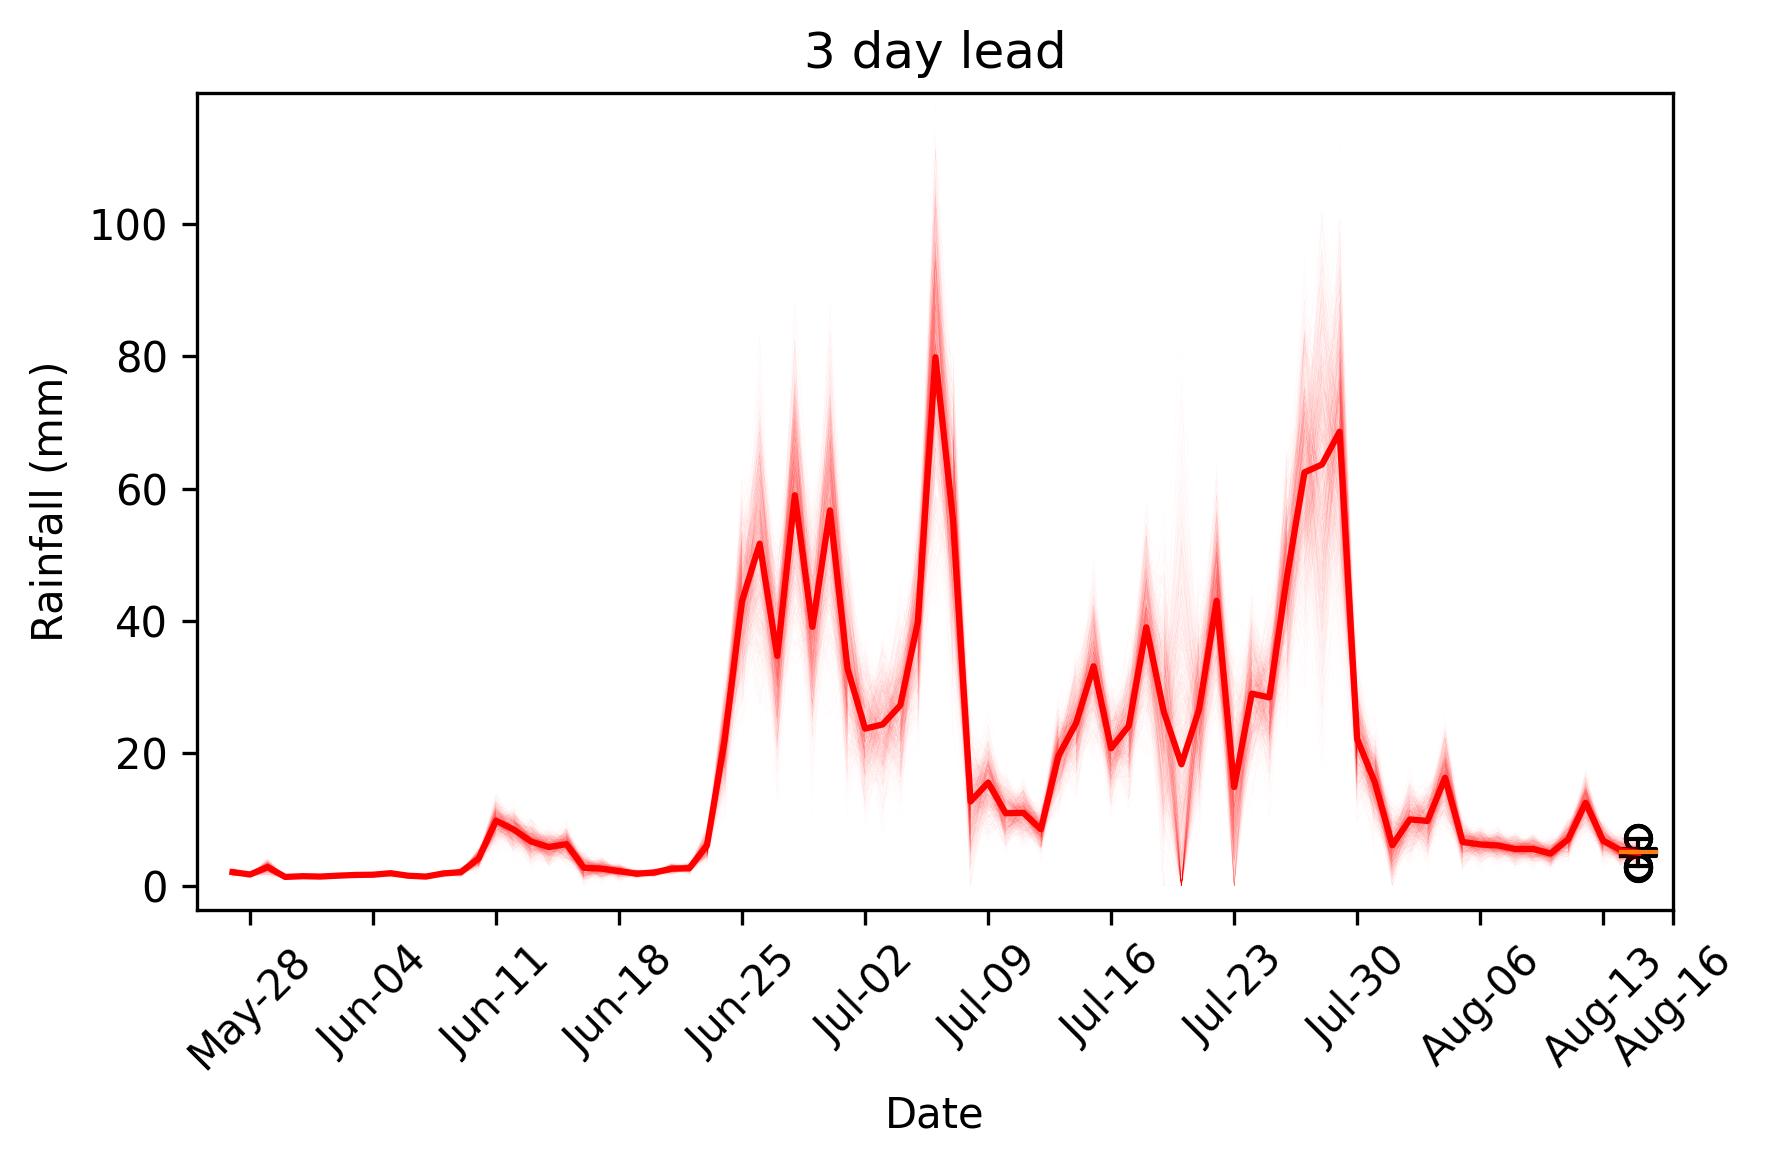 3 day lead
Rainfall (mm)
100
80
60
40
20
0
May-28
Jun-04
Jun-11
Jun-18
Jun-25
Jul-02
Jul-09
Jul-16
Jul-23
Jul-30
Aug-06
Aug-13
Aug-16
Date